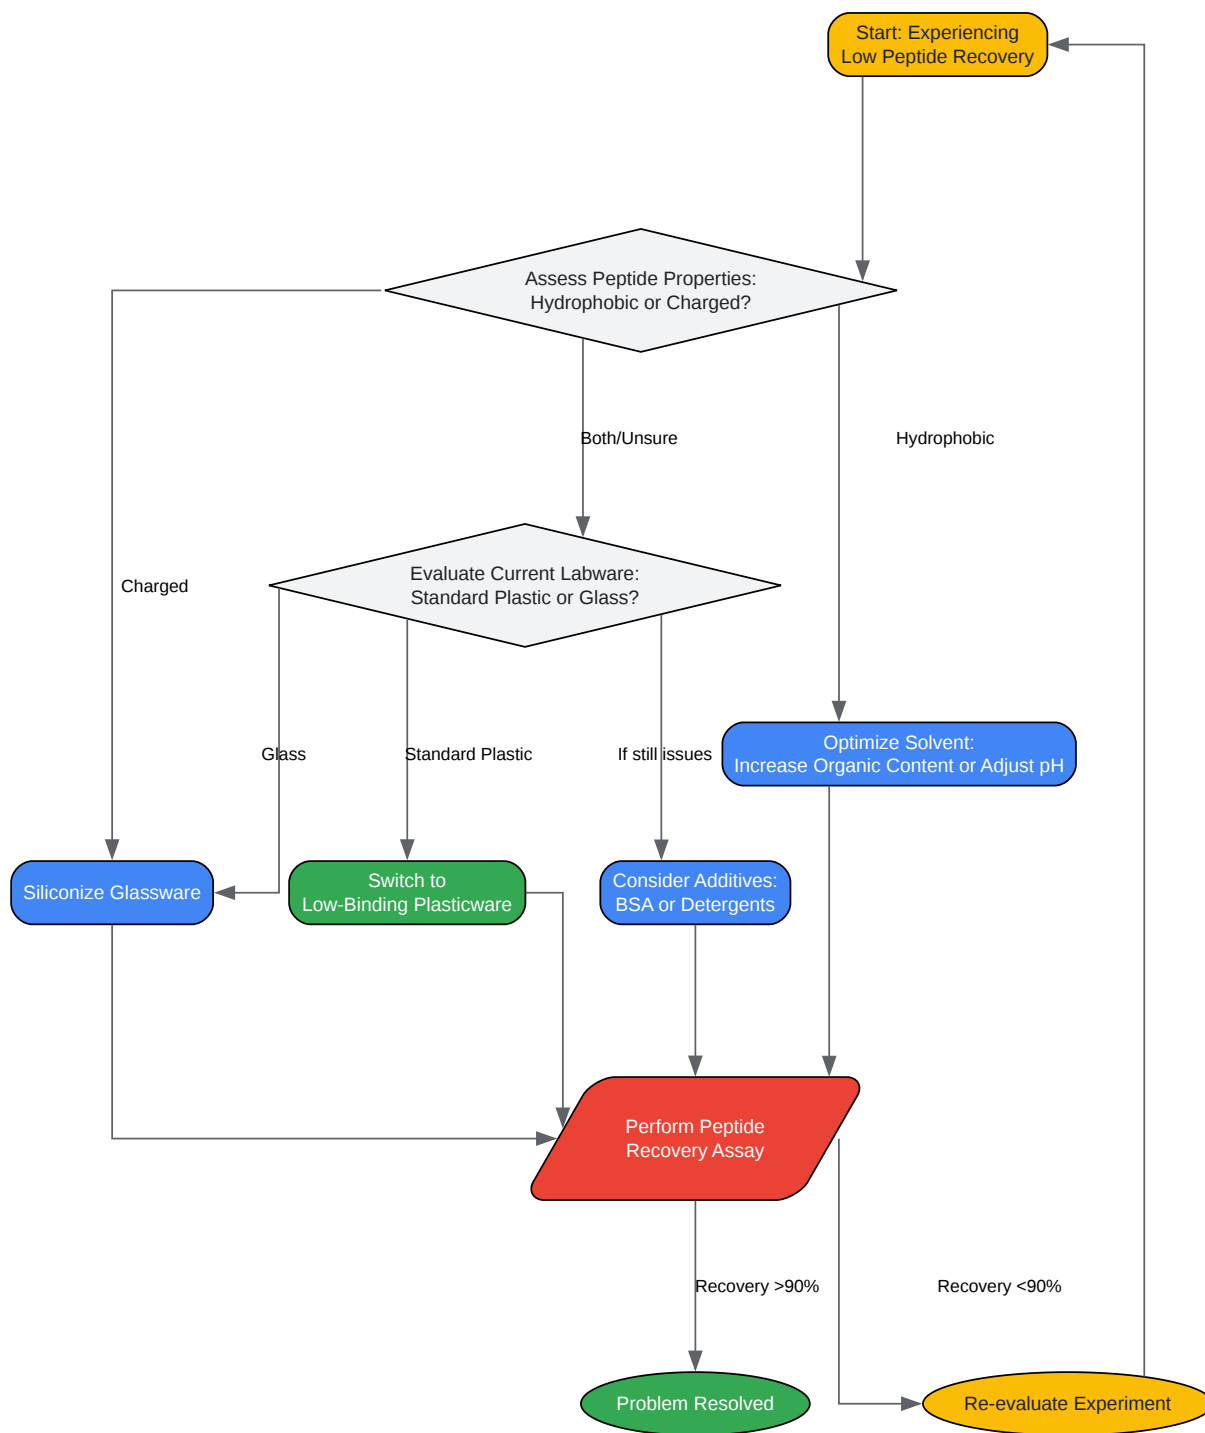 Start: Experiencing
Low Peptide Recovery
Assess Peptide Properties:
Hydrophobic or Charged?
Both/Unsure
Hydrophobic
Charged
Evaluate Current Labware:
Standard Plastic or Glass?
Glass
Standard Plastic
If still issues
Optimize Solvent:
Increase Organic Content or Adjust pH
Siliconize Glassware
Switch to
Low-Binding Plasticware
Consider Additives:
BSA or Detergents
Perform Peptide
Recovery Assay
Recovery >90%
Recovery <90%
Problem Resolved
Re-evaluate Experiment